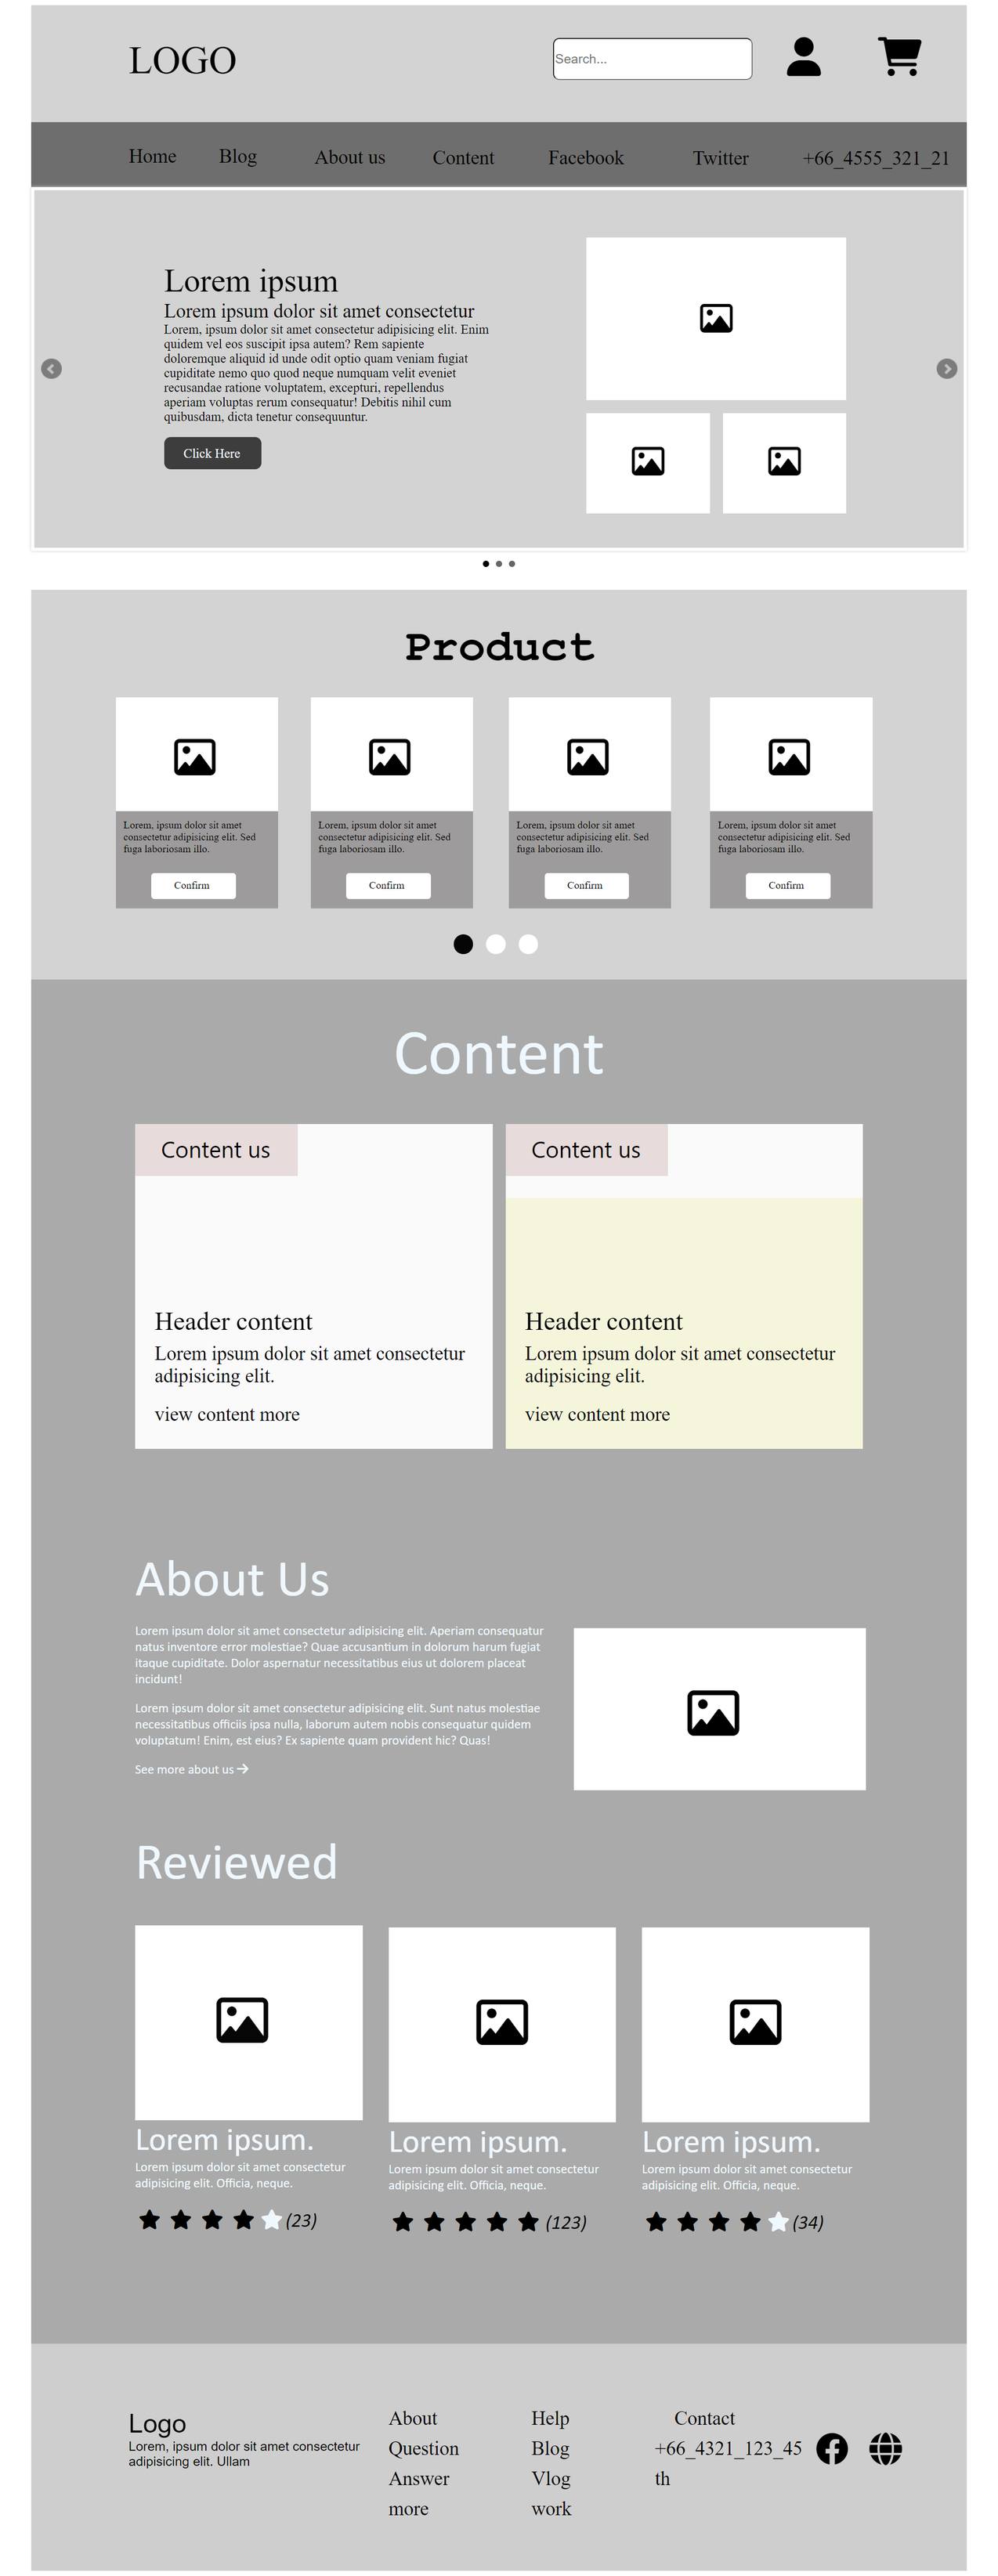 LOGO
Search...
Home Blog About us Content Facebook Twitter +66_4555_321_21
Lorem ipsum
Lorem ipsum dolor sit amet consectetur
Lorem, ipsum dolor sit amet consectetur adipisicing elit. Enim
quidem vel eos suscipit ipsa autem? Rem sapiente
doloremque aliquid id unde odit optio quam veniam fugiat
cupiditate nemo quo quod neque numquam velit eveniet
recusandae ratione voluptatem, excepturi, repellendus
aperiam voluptas rerum consequatur! Debitis nihil cum
quibusdam, dicta tenetur consequuntur.
Click Here
Product
Lorem, ipsum dolor sit amet
consectetur adipisicing elit. Sed
fuga laboriosam illo.
Confirm
Lorem, ipsum dolor sit amet
consectetur adipisicing elit. Sed
fuga laboriosam illo.
Confirm
Lorem, ipsum dolor sit amet
consectetur adipisicing elit. Sed
fuga laboriosam illo.
Confirm
Lorem, ipsum dolor sit amet
consectetur adipisicing elit. Sed
fuga laboriosam illo.
Confirm
Content
Content us
Header content
Lorem ipsum dolor sit amet consectetur
adipisicing elit.
view content more
Content us
Header content
Lorem ipsum dolor sit amet consectetur
adipisicing elit.
view content more
About Us
Lorem ipsum dolor sit amet consectetur adipisicing elit. Aperiam consequatur
natus inventore error molestiae? Quae accusantium in dolorum harum fugiat
itaque cupiditate. Dolor aspernatur necessitatibus eius ut dolorem placeat
incidunt!
Lorem ipsum dolor sit amet consectetur adipisicing elit. Sunt natus molestiae
necessitatibus officiis ipsa nulla, laborum autem nobis consequatur quidem
voluptatum! Enim, est eius? Ex sapiente quam provident hic? Quas!
See more about us
Reviewed
Lorem ipsum.
Lorem ipsum dolor sit amet consectetur
adipisicing elit. Officia, neque.
(23)
Lorem ipsum.
Lorem ipsum dolor sit amet consectetur
adipisicing elit. Officia, neque.
(123)
Lorem ipsum.
Lorem ipsum dolor sit amet consectetur
adipisicing elit. Officia, neque.
(34)
Logo
Lorem, ipsum dolor sit amet consectetur
adipisicing elit. Ullam
About
Question
Answer
more
Help
Blog
Vlog
work
Contact
+66_4321_123_45
th